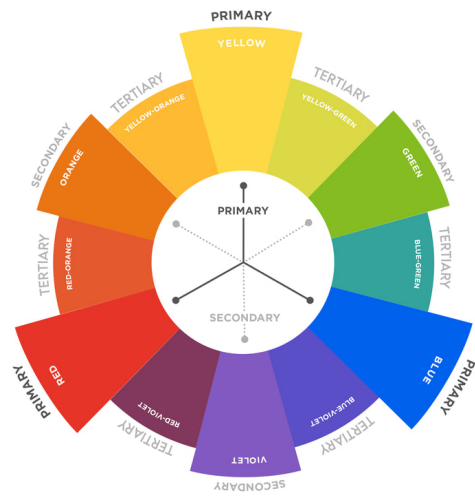 PRIMARY
YELLOW
TERTIARY
YELLOW-GREEN
SECONDARY
GREEN
TERTIARY
BLUE-GREEN
PRIMARY
BLUE
TERTIARY
BLUE-VIOLET
SECONDARY
VIOLET
TERTIARY
RED-VIOLET
PRIMARY
RED
TERTIARY
RED-ORANGE
SECONDARY
ORANGE
TERTIARY
YELLOW-ORANGE
PRIMARY
SECONDARY